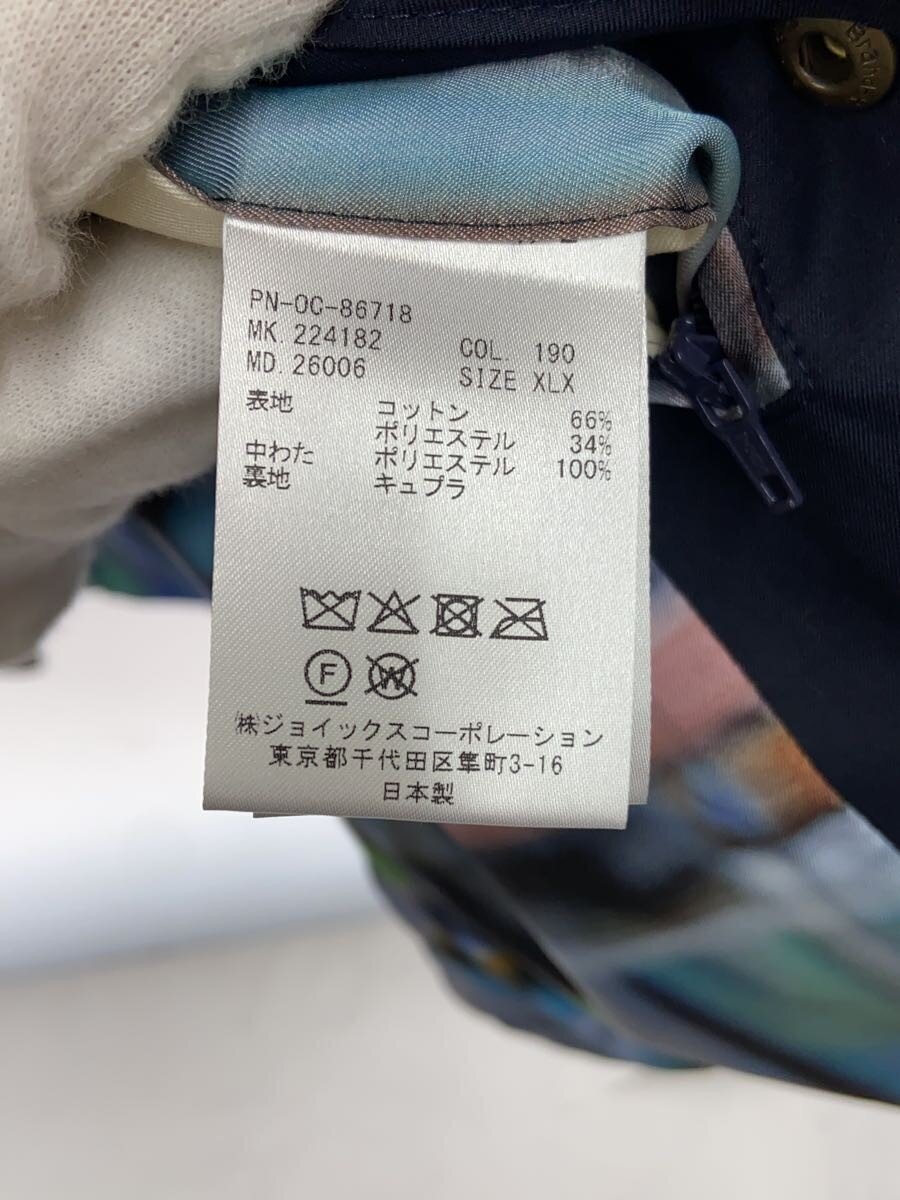 PN-OC-86718
MK. 224182 COL. 190
MD. 26006 SIZE XLX
表地 コットン 66%
ポリエステル 34%
中わた ポリエステル 100%
裏地 キュプラ
F
W
㈱ジョイックスコーポレーション
東京都千代田区隼町3-16
日本製